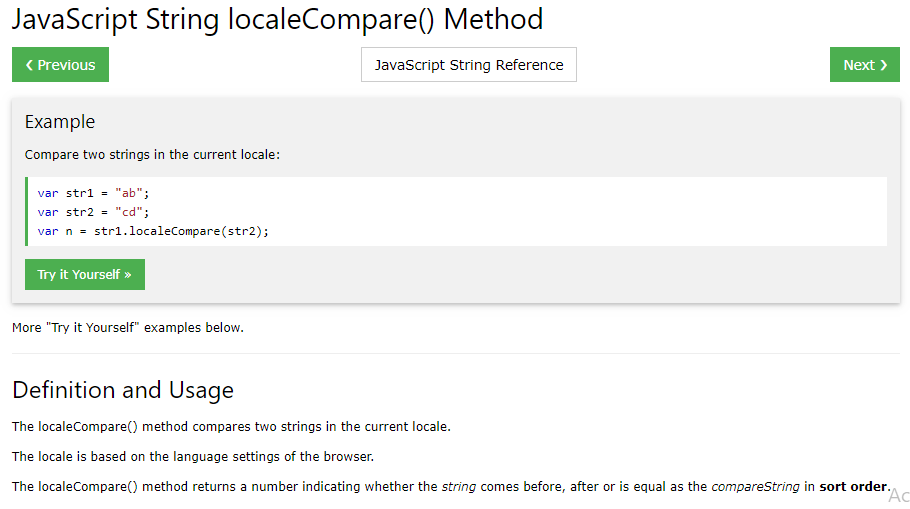 JavaScript String localeCompare() Method
❮ Previous
JavaScript String Reference
Next ❯
Example
Compare two strings in the current locale:
var str1 = "ab";
var str2 = "cd";
var n = str1.localeCompare(str2);
Try it Yourself »
More "Try it Yourself" examples below.
Definition and Usage
The localeCompare() method compares two strings in the current locale.
The locale is based on the language settings of the browser.
The localeCompare() method returns a number indicating whether the string comes before, after or is equal as the compareString in sort order.
Ac